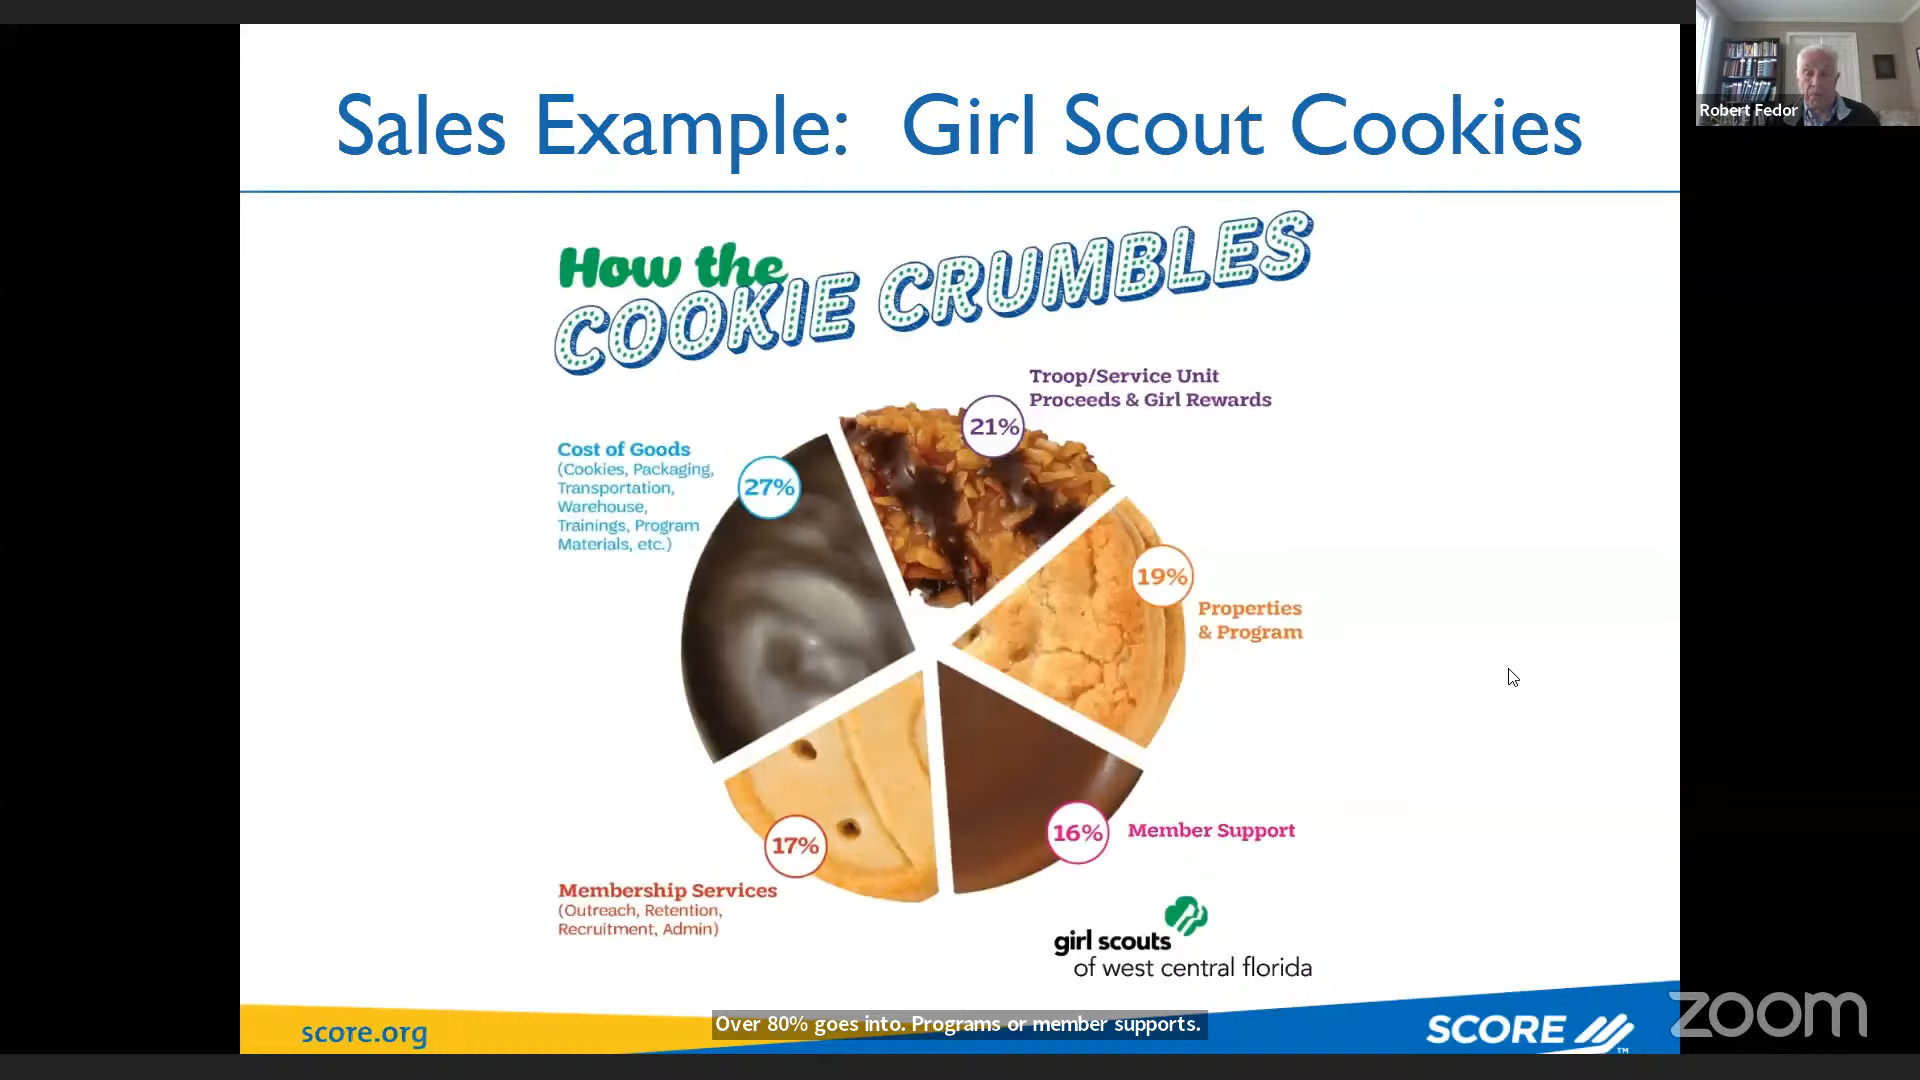 Sales Example: Girl Scout Cookies
Robert Fedor
How the
COOKIE CRUMBLES
Troop/Service Unit
Proceeds & Girl Rewards
21%
Cost of Goods
(Cookies, Packaging,
Transportation,
Warehouse,
Trainings, Program
Materials, etc.)
27%
19%
Properties
& Program
16%
Member Support
17%
Membership Services
(Outreach, Retention,
Recruitment, Admin)
girl scouts
of west central florida
score.org
Over 80% goes into. Programs or member supports.
SCORE
TM
zoom